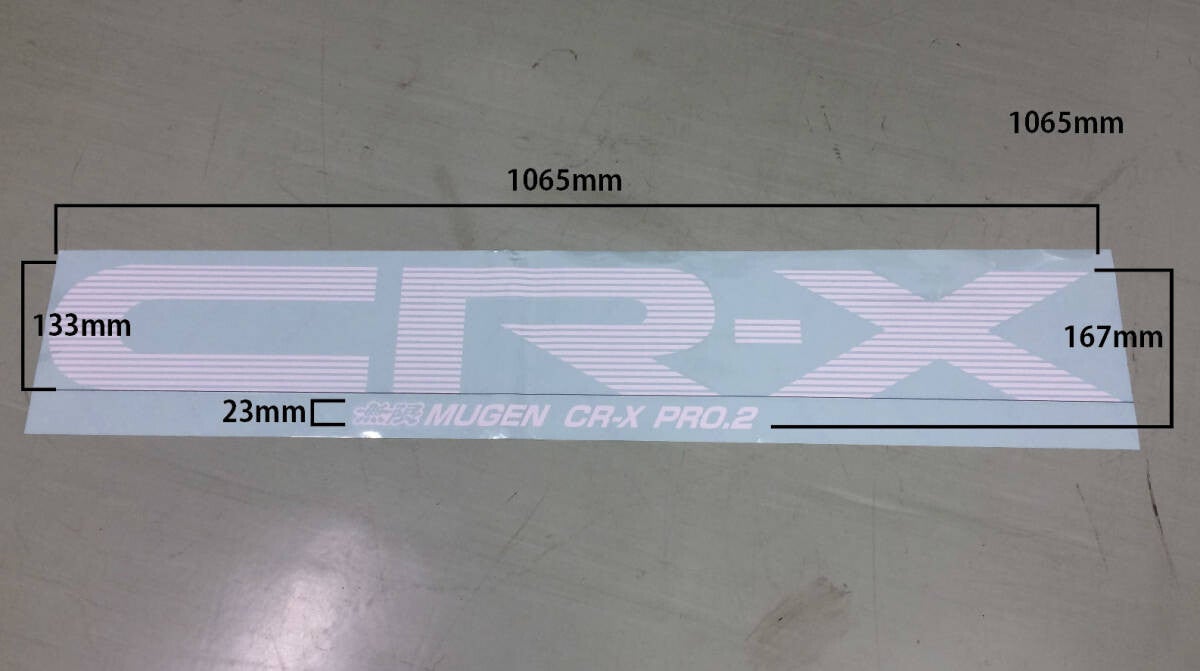 1065mm
1065mm
CR-X
133mm
167mm
23mm
無限 MUGEN CR-X PRO.2